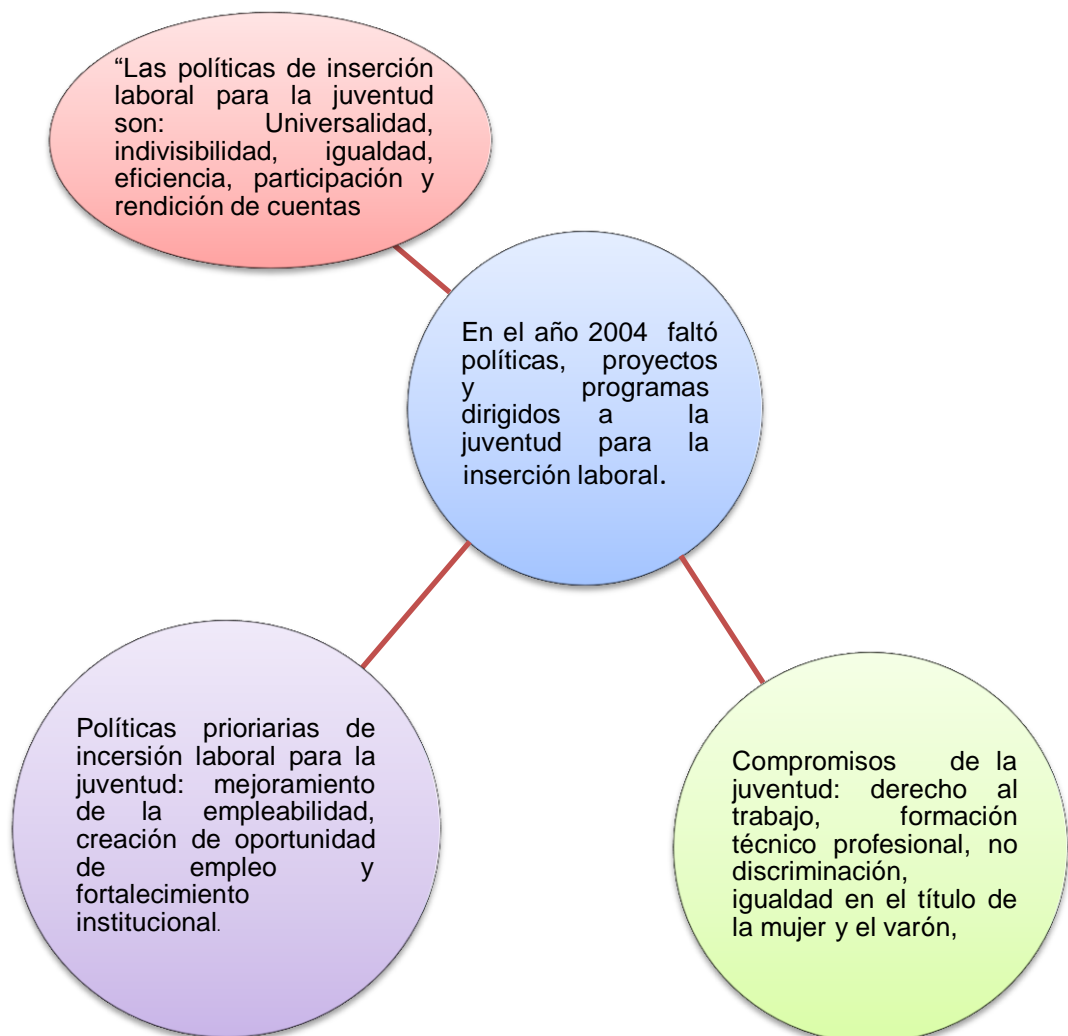 “Las políticas de inserción
laboral para la juventud
son: Universalidad,
indivisibilidad, igualdad,
eficiencia, participación y
rendición de cuentas
En el año 2004 faltó
políticas, proyectos
y programas
dirigidos a la
juventud para la
inserción laboral.
Políticas prioriarias de
incersión laboral para la
juventud: mejoramiento
de la empleabilidad,
creación de oportunidad
de empleo y
fortalecimiento
institucional.
Compromisos de la
juventud: derecho al
trabajo, formación
técnico profesional, no
discriminación,
igualdad en el título de
la mujer y el varón,